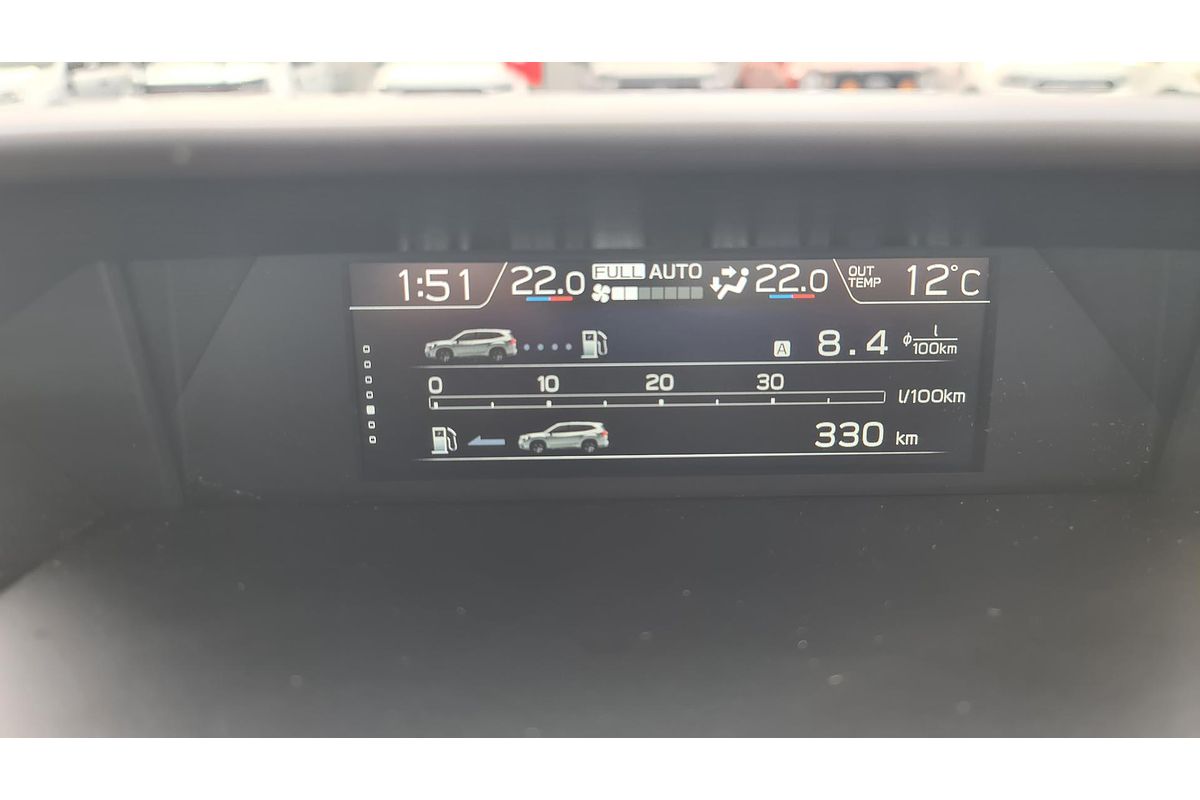 1:51 22.0 FULL AUTO 22.0 OUT TEMP 12°C
A 8.4 ø l/100km
0 10 20 30
l/100km
330 km